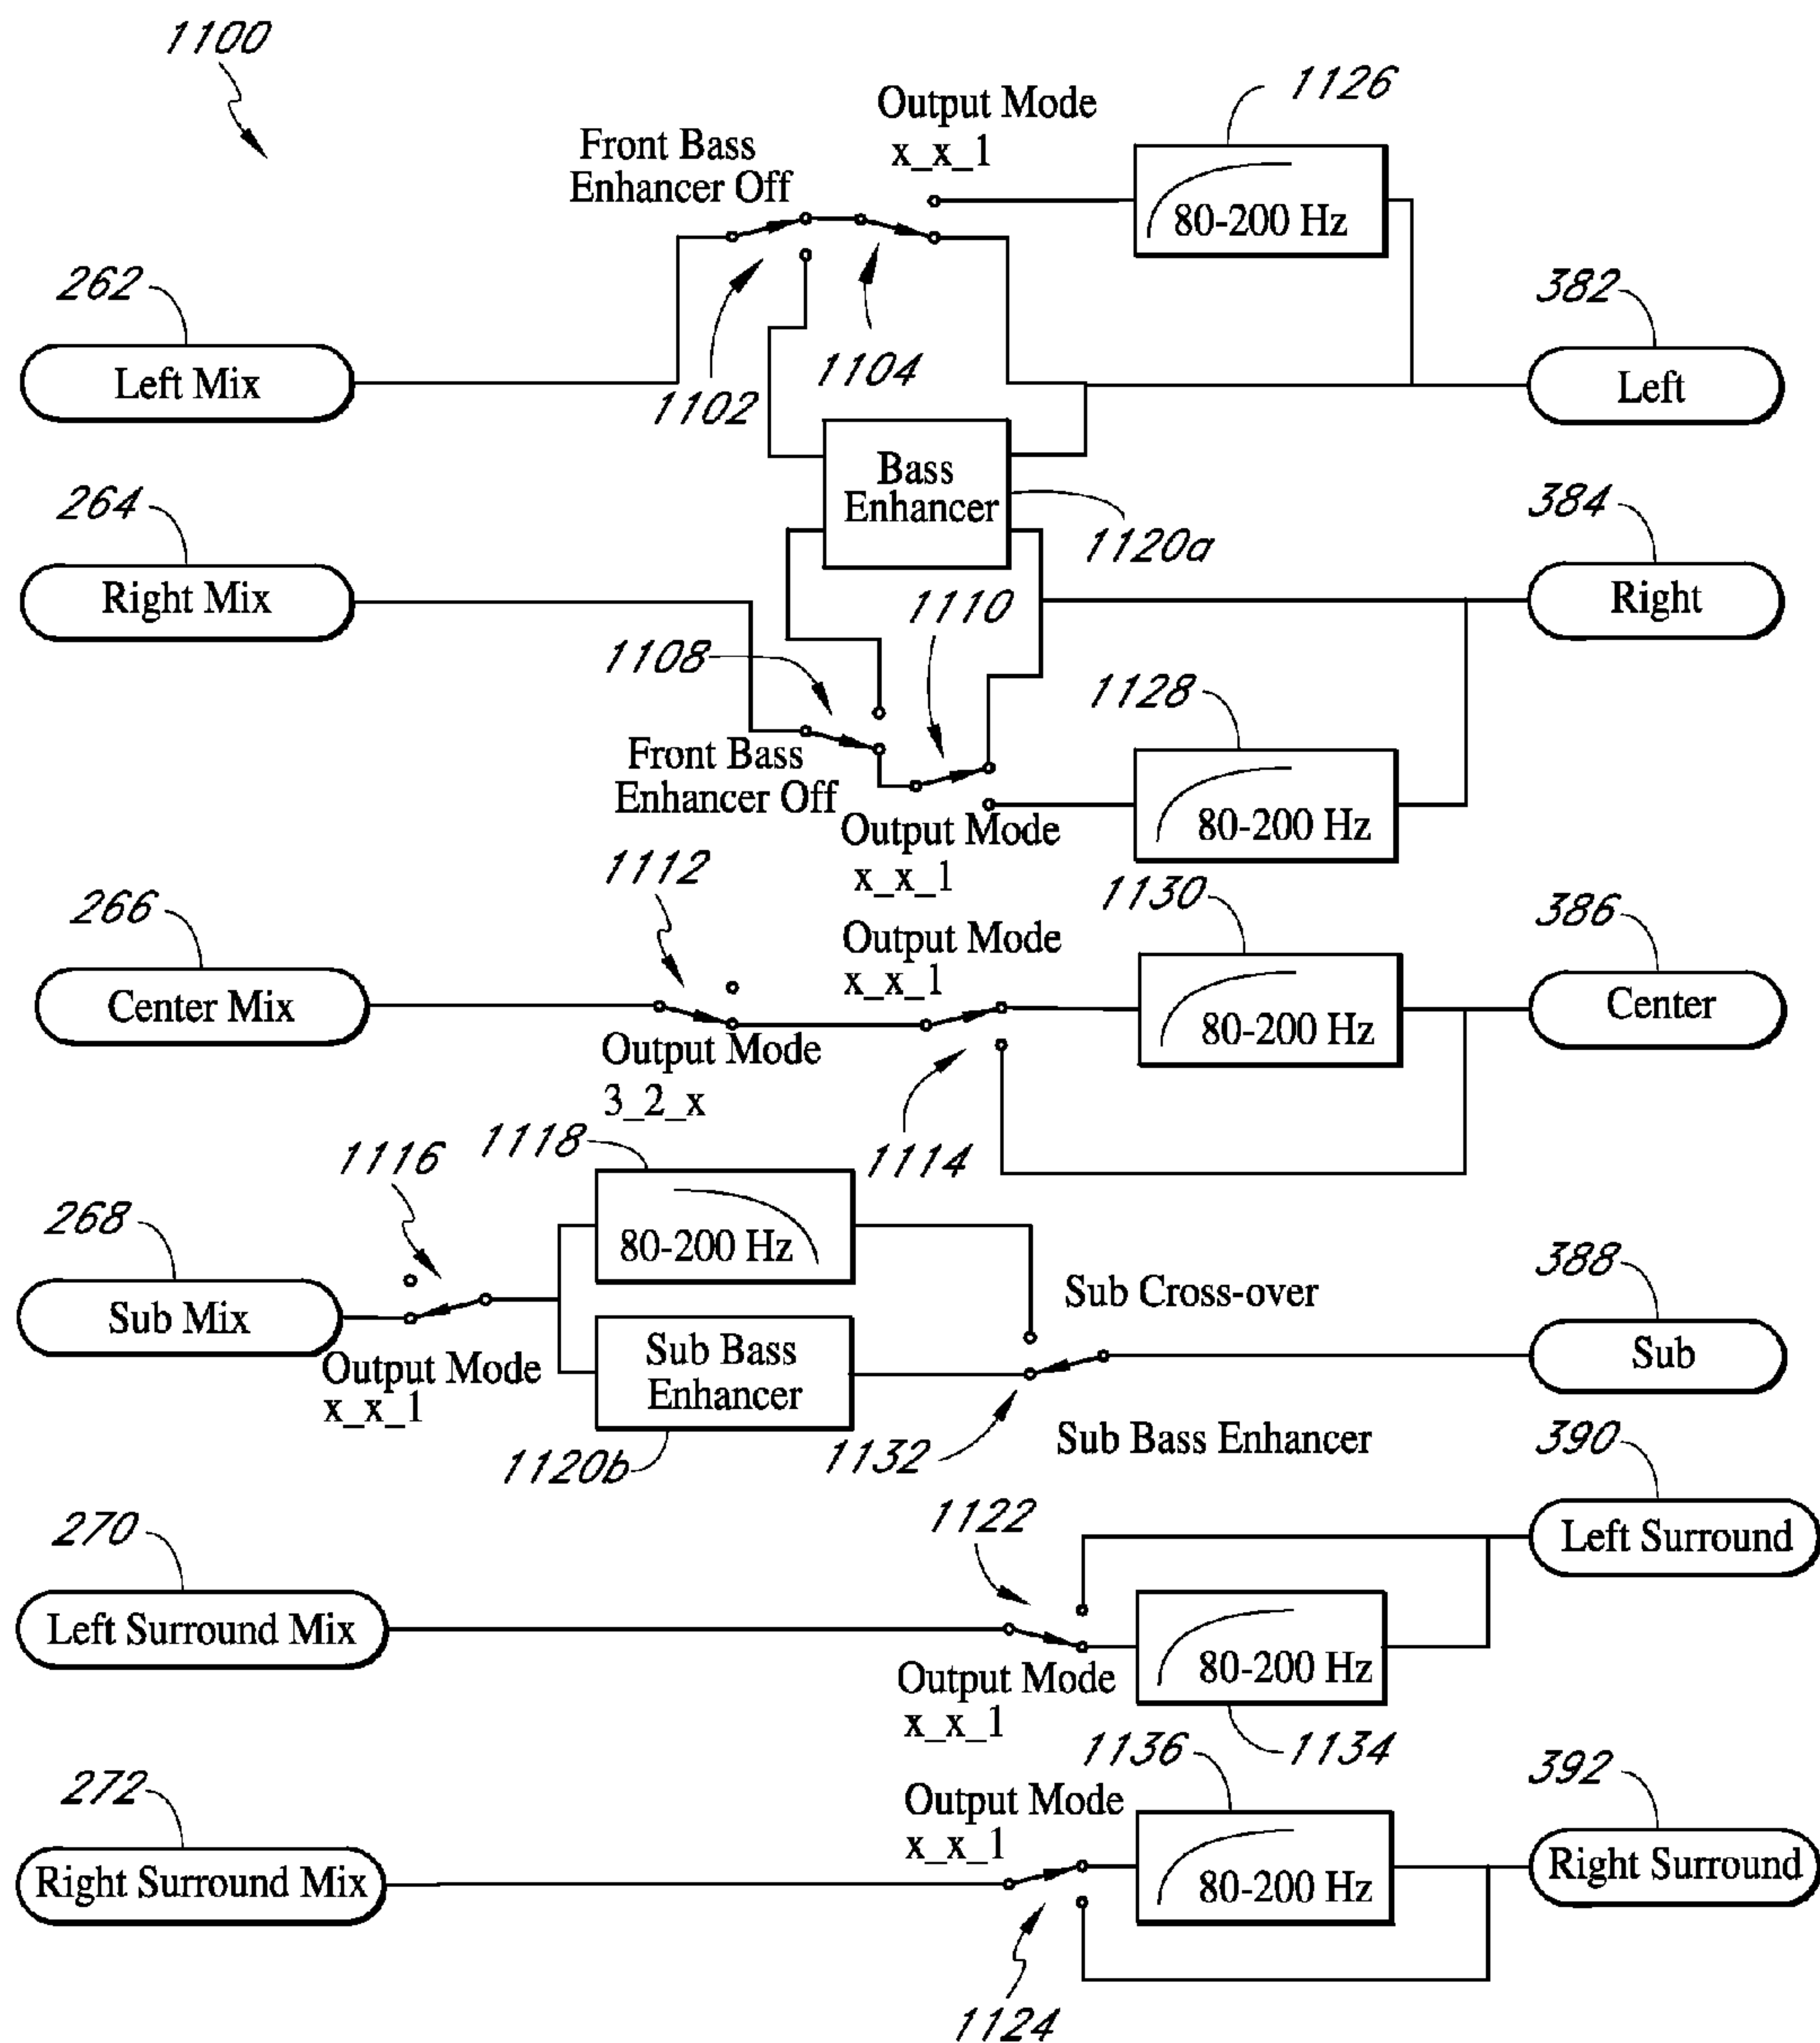 1100
Output Mode
x_x_1
1126
Front Bass
Enhancer Off
80-200 Hz
262
382
Left Mix
1102
1104
Left
Bass
Enhancer
264
384
1120a
Right Mix
1110
Right
1108
1128
Front Bass
Enhancer Off
80-200 Hz
Output Mode
x_x_1
1112
1130
266
386
Output Mode
x_x_1
Center Mix
Center
80-200 Hz
Output Mode
3_2_x
1114
1116
1118
268
388
80-200 Hz
Sub Cross-over
Sub Mix
Sub
Output Mode
x_x_1
Sub Bass
Enhancer
Sub Bass Enhancer
390
1120b
1132
1122
270
Left Surround
Left Surround Mix
80-200 Hz
Output Mode
x_x_1
1134
1136
392
272
Output Mode
x_x_1
Right Surround
Right Surround Mix
80-200 Hz
1124